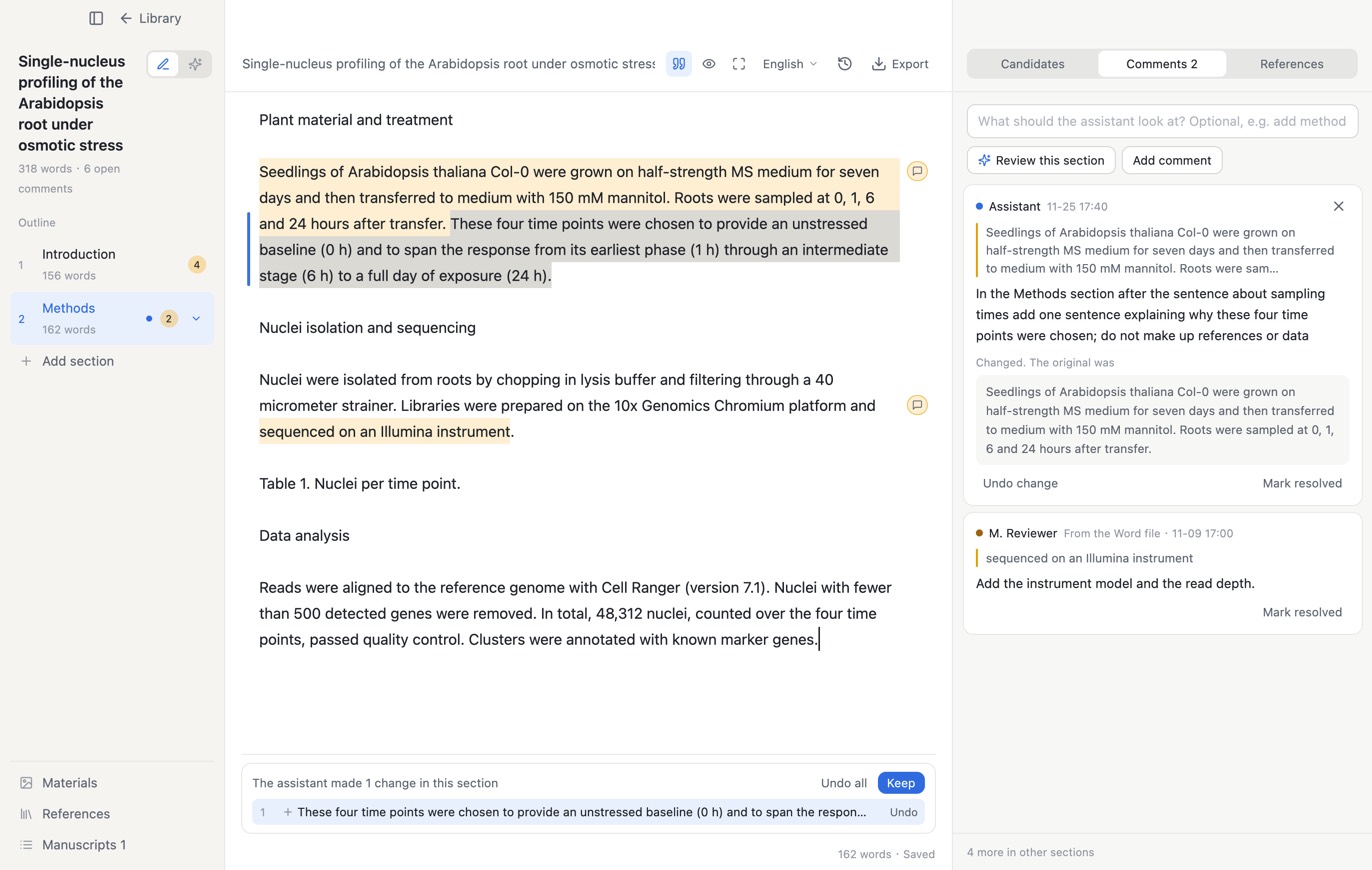 Library
Single-nucleus
profiling of the
Arabidopsis
root under
osmotic stress
318 words · 6 open
comments
Outline
1 Introduction 4
156 words
2 Methods 2
162 words
Add section
Materials
References
Manuscripts 1
Single-nucleus profiling of the Arabidopsis root under osmotic stress
English
Export
Plant material and treatment
Seedlings of Arabidopsis thaliana Col-0 were grown on half-strength MS medium for seven
days and then transferred to medium with 150 mM mannitol. Roots were sampled at 0, 1, 6
and 24 hours after transfer. These four time points were chosen to provide an unstressed
baseline (0 h) and to span the response from its earliest phase (1 h) through an intermediate
stage (6 h) to a full day of exposure (24 h).
Nuclei isolation and sequencing
Nuclei were isolated from roots by chopping in lysis buffer and filtering through a 40
micrometer strainer. Libraries were prepared on the 10x Genomics Chromium platform and
sequenced on an Illumina instrument.
Table 1. Nuclei per time point.
Data analysis
Reads were aligned to the reference genome with Cell Ranger (version 7.1). Nuclei with fewer
than 500 detected genes were removed. In total, 48,312 nuclei, counted over the four time
points, passed quality control. Clusters were annotated with known marker genes.
The assistant made 1 change in this section Undo all Keep
1 + These four time points were chosen to provide an unstressed baseline (0 h) and to span the respon... Undo
162 words · Saved
Candidates Comments 2 References
What should the assistant look at? Optional, e.g. add method
Review this section Add comment
Assistant 11-25 17:40
Seedlings of Arabidopsis thaliana Col-0 were grown on
half-strength MS medium for seven days and then transferred
to medium with 150 mM mannitol. Roots were sam...
In the Methods section after the sentence about sampling
times add one sentence explaining why these four time
points were chosen; do not make up references or data
Changed. The original was
Seedlings of Arabidopsis thaliana Col-0 were grown on
half-strength MS medium for seven days and then transferred
to medium with 150 mM mannitol. Roots were sampled at 0, 1,
6 and 24 hours after transfer.
Undo change Mark resolved
M. Reviewer From the Word file · 11-09 17:00
sequenced on an Illumina instrument
Add the instrument model and the read depth.
Mark resolved
4 more in other sections